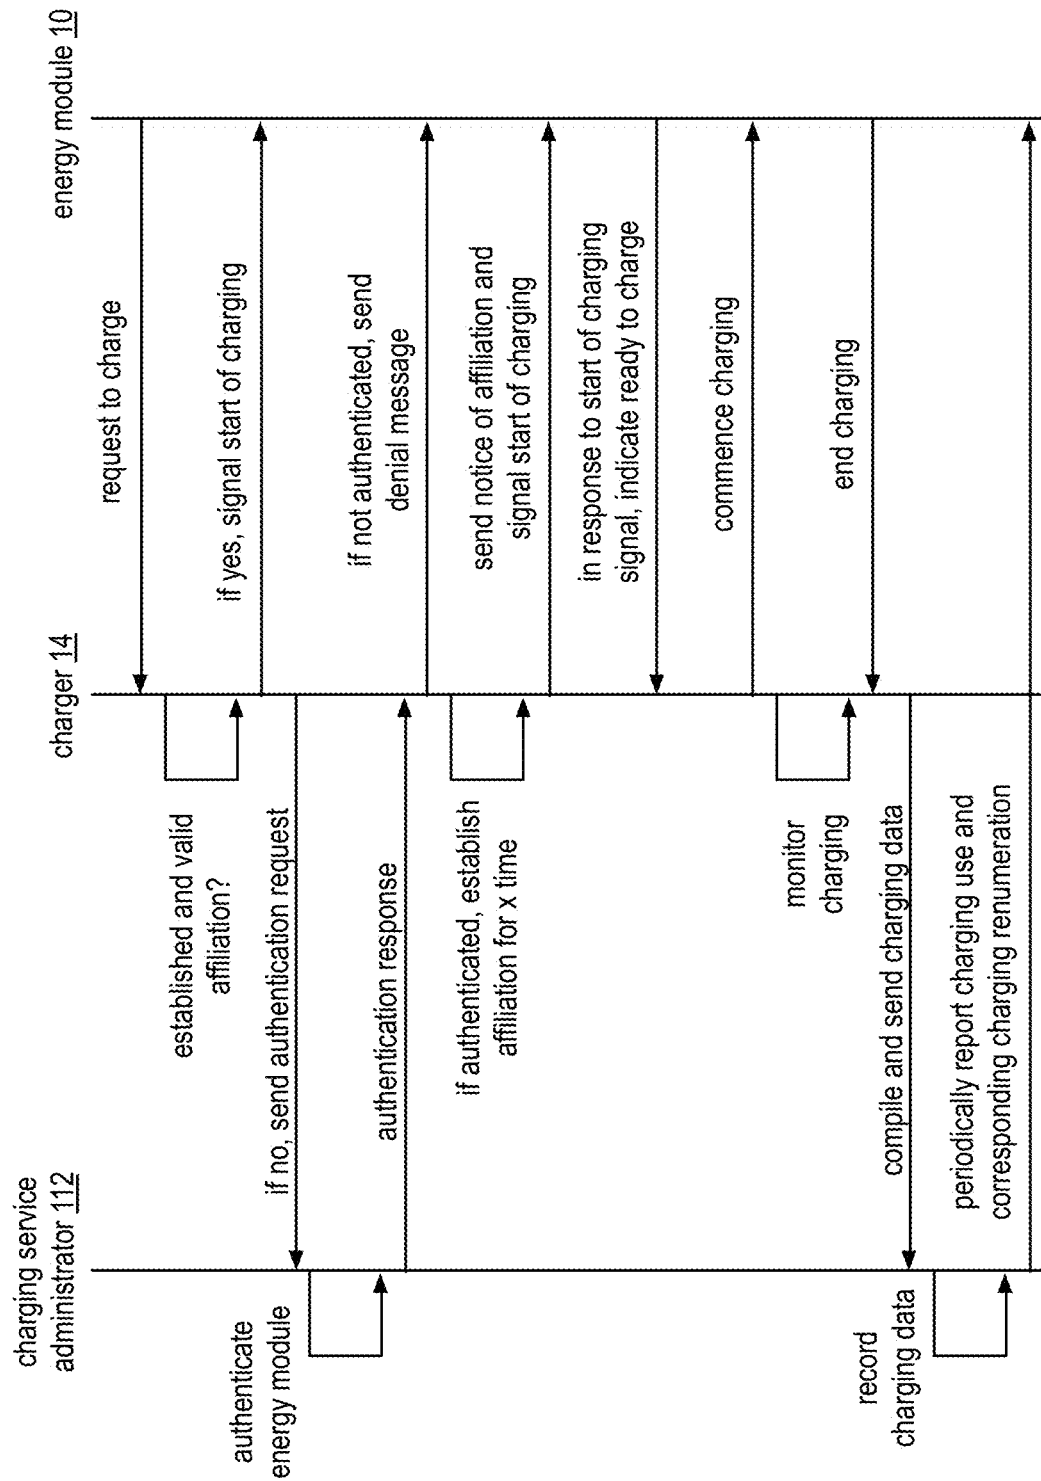 charging service
administrator 112
charger 14
energy module 10
request to charge
established and valid
affiliation?
if yes, signal start of charging
if no, send authentication request
authenticate
energy module
authentication response
if not authenticated, send
denial message
if authenticated, establish
affiliation for x time
send notice of affiliation and
signal start of charging
in response to start of charging
signal, indicate ready to charge
commence charging
monitor
charging
end charging
compile and send charging data
record
charging data
periodically report charging use and
corresponding charging renumeration